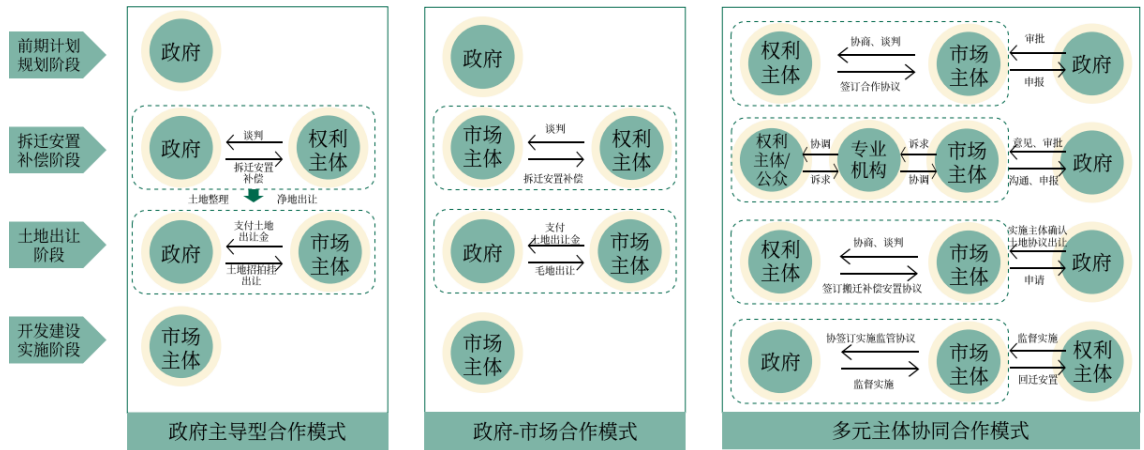 前期计划
规划阶段
拆迁安置
补偿阶段
土地出让
阶段
开发建设
实施阶段
政府
政府
谈判
拆迁安置
补偿
权利
主体
土地整理
净地出让
政府
支付土地
出让金
土地招拍挂
出让
市场
主体
市场
主体
政府主导型合作模式
政府
市场
主体
谈判
拆迁安置补偿
权利
主体
政府
支付
土地出让金
毛地出让
市场
主体
市场
主体
政府-市场合作模式
权利
主体
协商、谈判
签订合作协议
市场
主体
审批
申报
政府
权利
主体/
公众
协调
诉求
专业
机构
诉求
协调
市场
主体
意见、审批
沟通、申报
政府
权利
主体
协商、谈判
签订搬迁补偿安置协议
市场
主体
实施主体确认
土地协议出让
申请
政府
政府
协签订实施监管协议
监督实施
市场
主体
监督实施
回迁安置
权利
主体
多元主体协同合作模式